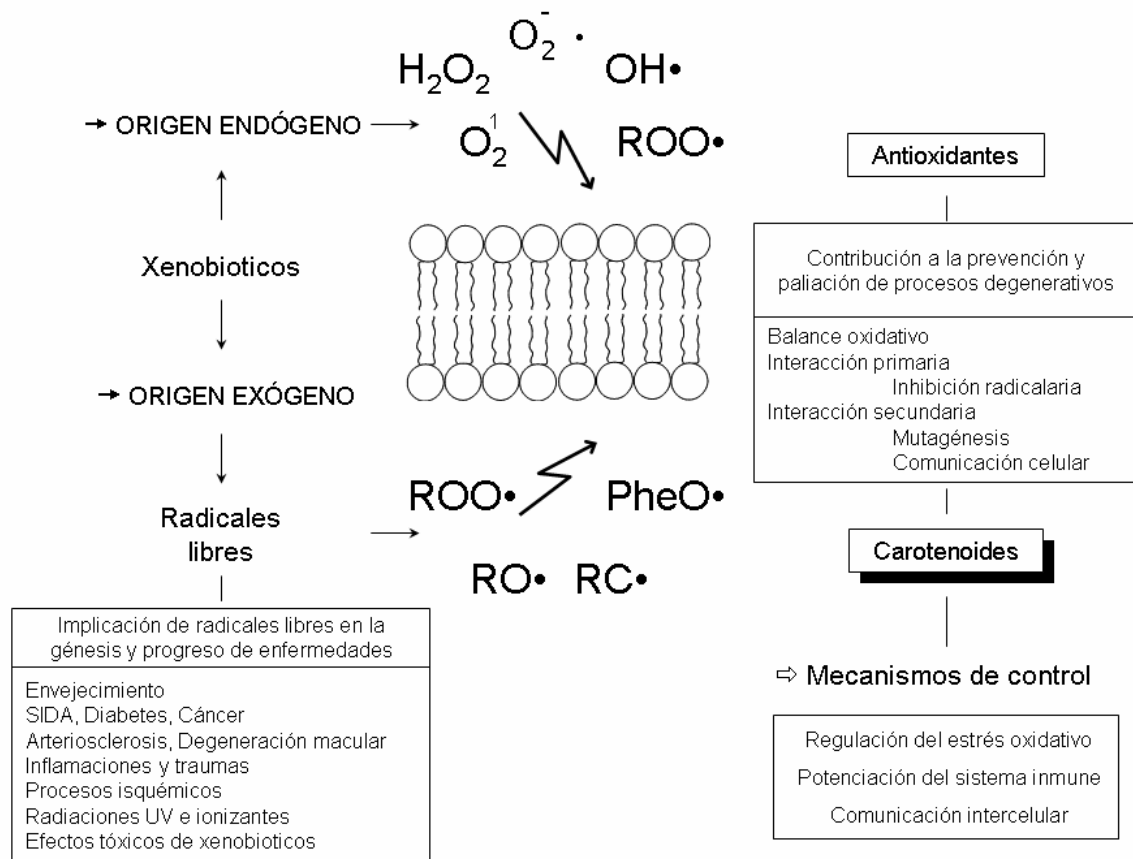 O₂⁻ •
H₂O₂
OH•
→ ORIGEN ENDÓGENO →
O₂¹
ROO•
Xenobioticos
→ ORIGEN EXÓGENO
Radicales
libres
ROO•
PheO•
RO•
RC•
Implicación de radicales libres en la
génesis y progreso de enfermedades
Envejecimiento
SIDA, Diabetes, Cáncer
Arteriosclerosis, Degeneración macular
Inflamaciones y traumas
Procesos isquémicos
Radiaciones UV e ionizantes
Efectos tóxicos de xenobioticos
Antioxidantes
Contribución a la prevención y
paliación de procesos degenerativos
Balance oxidativo
Interacción primaria
Inhibición radicalaria
Interacción secundaria
Mutagénesis
Comunicación celular
Carotenoides
⇨ Mecanismos de control
Regulación del estrés oxidativo
Potenciación del sistema inmune
Comunicación intercelular